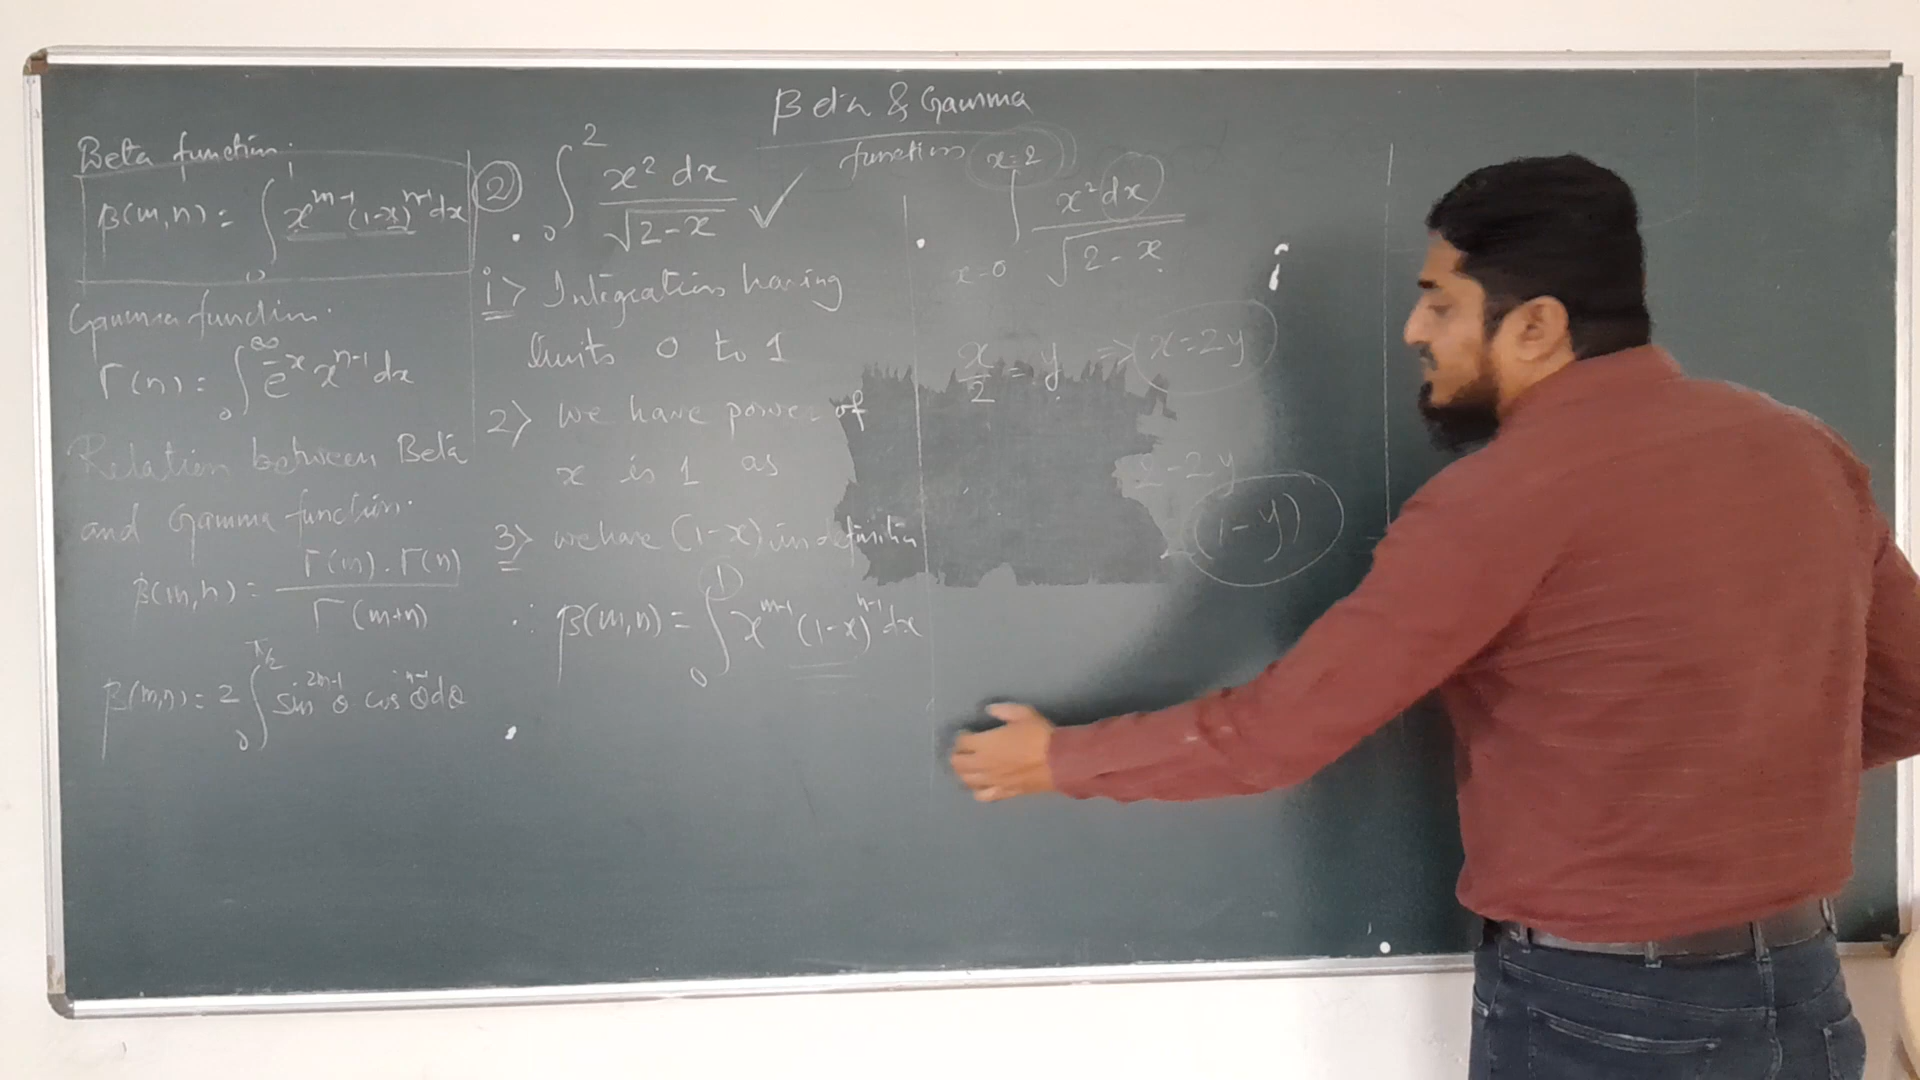 Beta & Gamma
function
Beta function:
β(m,n) = ∫₀¹ x^{m-1} (1-x)^{n-1} dx
Gamma function:
Γ(n) = ∫₀^∞ e^{-x} x^{n-1} dx
Relation between Beta
and Gamma function:
β(m,n) = Γ(m).Γ(n) / Γ(m+n)
β(m,n) = 2 ∫₀^{π/2} sin^{2m-1} θ cos^{n-1} θ dθ
② ∫₀² x² dx / √(2-x) ✓
i> Integration having
limits 0 to 1
2> we have power of
x is 1 as
3> we have (1-x) in definition
∴ β(m,n) = ∫₀¹ x^{m-1} (1-x)^{n-1} dx
∫_{x=0}^{x=2} x² dx / √(2-x)
x/2 = y => x = 2y
2-2y
2(1-y)